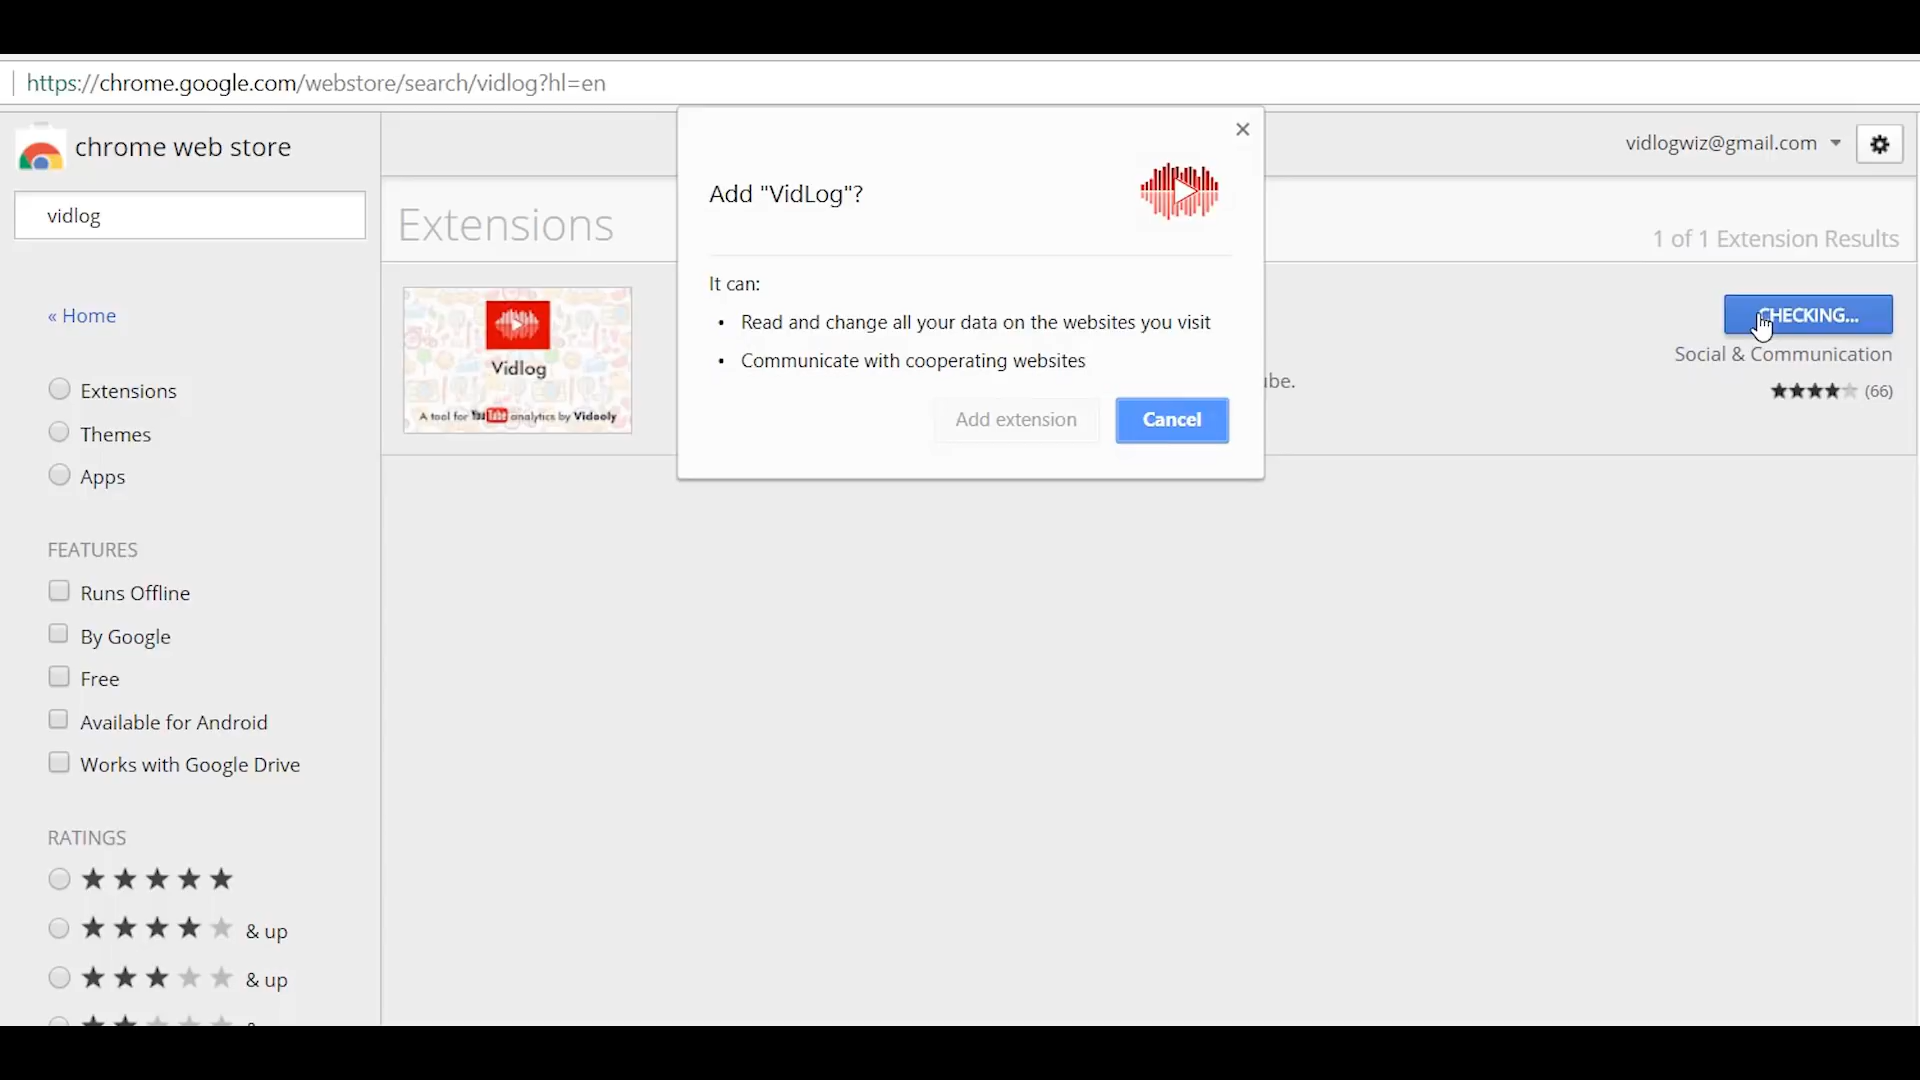 https://chrome.google.com/webstore/search/vidlog?hl=en
chrome web store
vidlogwiz@gmail.com
vidlog
« Home
Extensions
Themes
Apps
FEATURES
Runs Offline
By Google
Free
Available for Android
Works with Google Drive
RATINGS
& up
& up
Extensions
1 of 1 Extension Results
Vidlog
A tool for YouTube analytics by Vidooly
Add "VidLog"?
It can:
• Read and change all your data on the websites you visit
• Communicate with cooperating websites
Add extension
Cancel
CHECKING...
Social & Communication
(66)